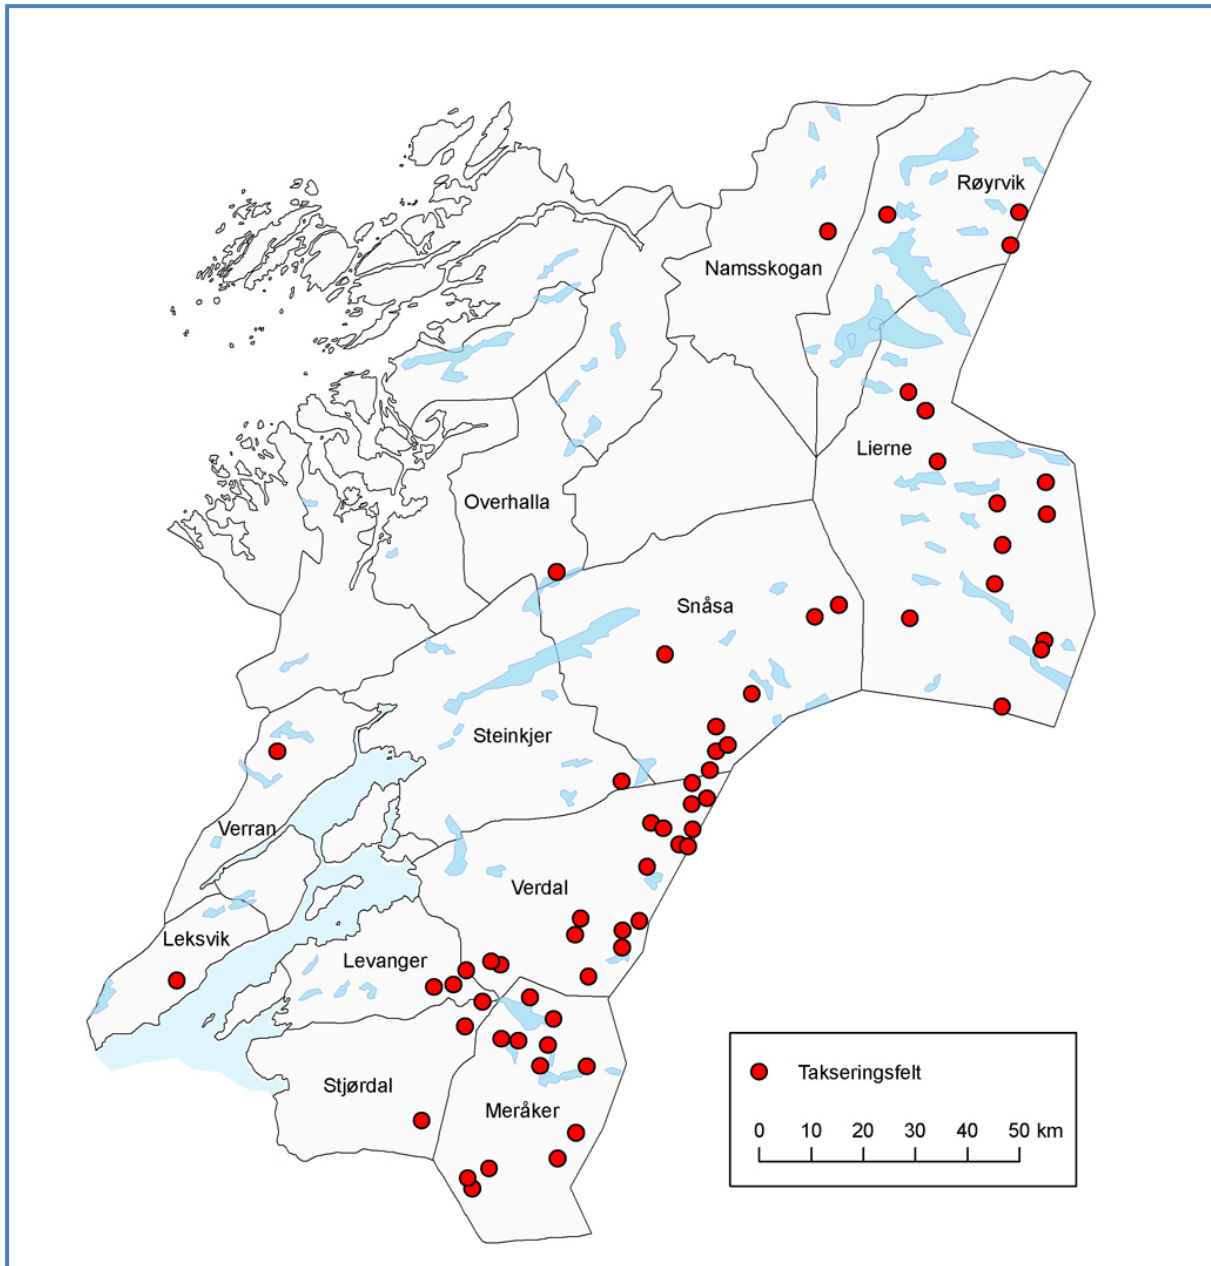 Røyrvik
Namsskogan
Lierne
Overhalla
Snåsa
Steinkjer
Verran
Verdal
Leksvik
Levanger
Stjørdal
Meråker
Takseringsfelt
0 10 20 30 40 50 km